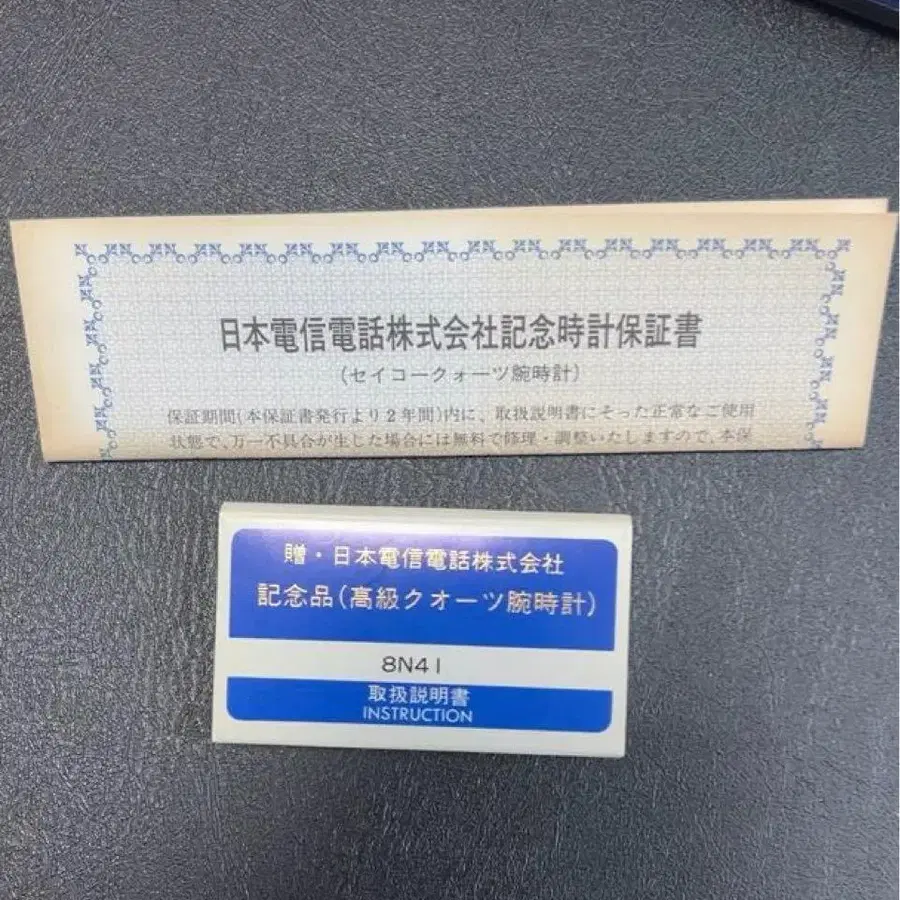 日本電信電話株式会社記念時計保証書
(セイコークォーツ腕時計)
保証期間(本保証書発行より2年間)内に、取扱説明書にそった正常なご使用
状態で、万一不具合が生じた場合には無料で修理・調整いたしますので、本保
贈・日本電信電話株式会社
記念品(高級クオーツ腕時計)
8N41
取扱説明書
INSTRUCTION